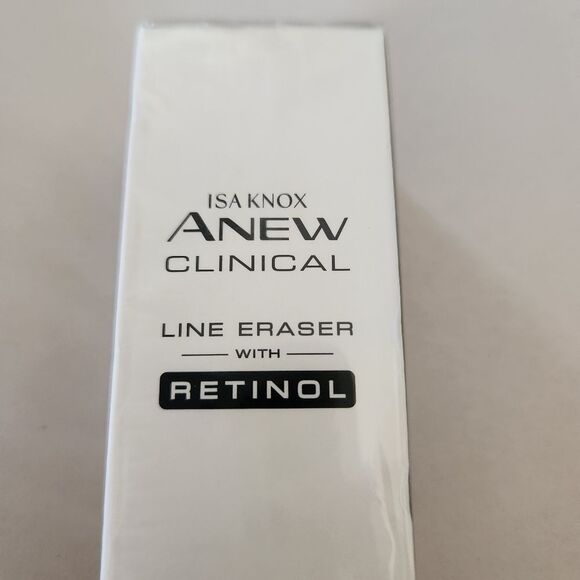 ISA KNOX
ANEW
CLINICAL
LINE ERASER
WITH
RETINOL